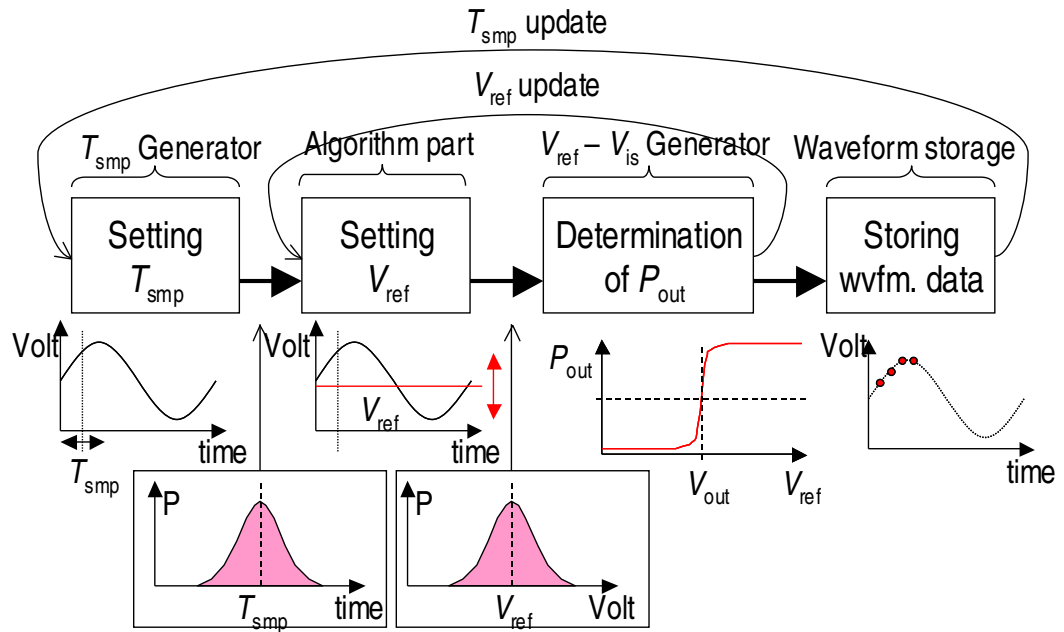 Tsmp update
Vref update
Tsmp Generator
Algorithm part
Vref – Vis Generator
Waveform storage
Setting
Tsmp
Setting
Vref
Determination
of Pout
Storing
wvfm. data
Volt
time
Tsmp
Volt
Vref
time
Pout
Vout
Vref
Volt
time
P
Tsmp
time
P
Vref
Volt